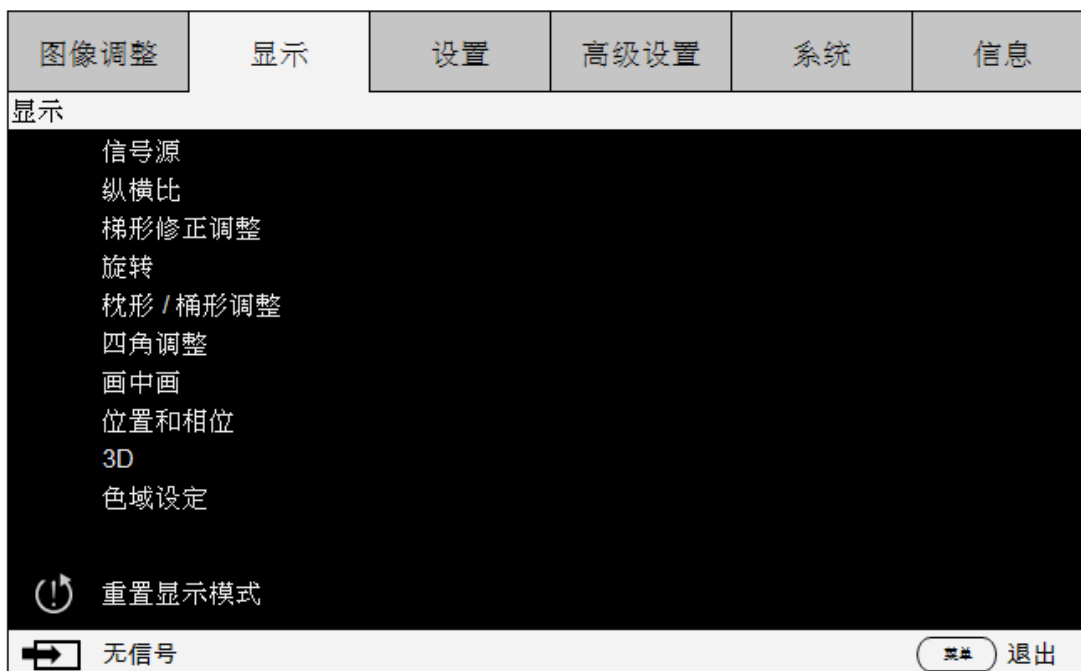 图像调整 显示 设置 高级设置 系统 信息
显示
信号源
纵横比
梯形修正调整
旋转
枕形 / 桶形调整
四角调整
画中画
位置和相位
3D
色域设定
重置显示模式
无信号 菜单 退出